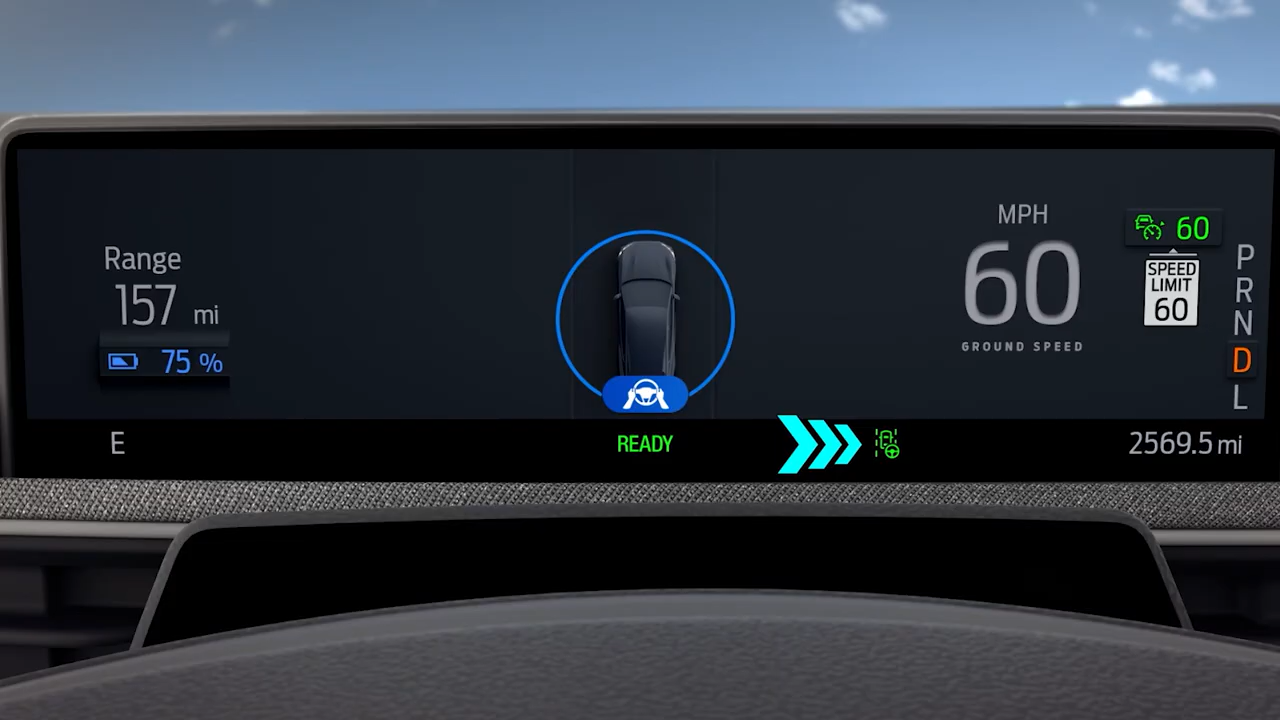 Range
157 mi
75 %
E
READY
MPH
60
GROUND SPEED
60
SPEED
LIMIT
60
P
R
N
D
L
2569.5 mi